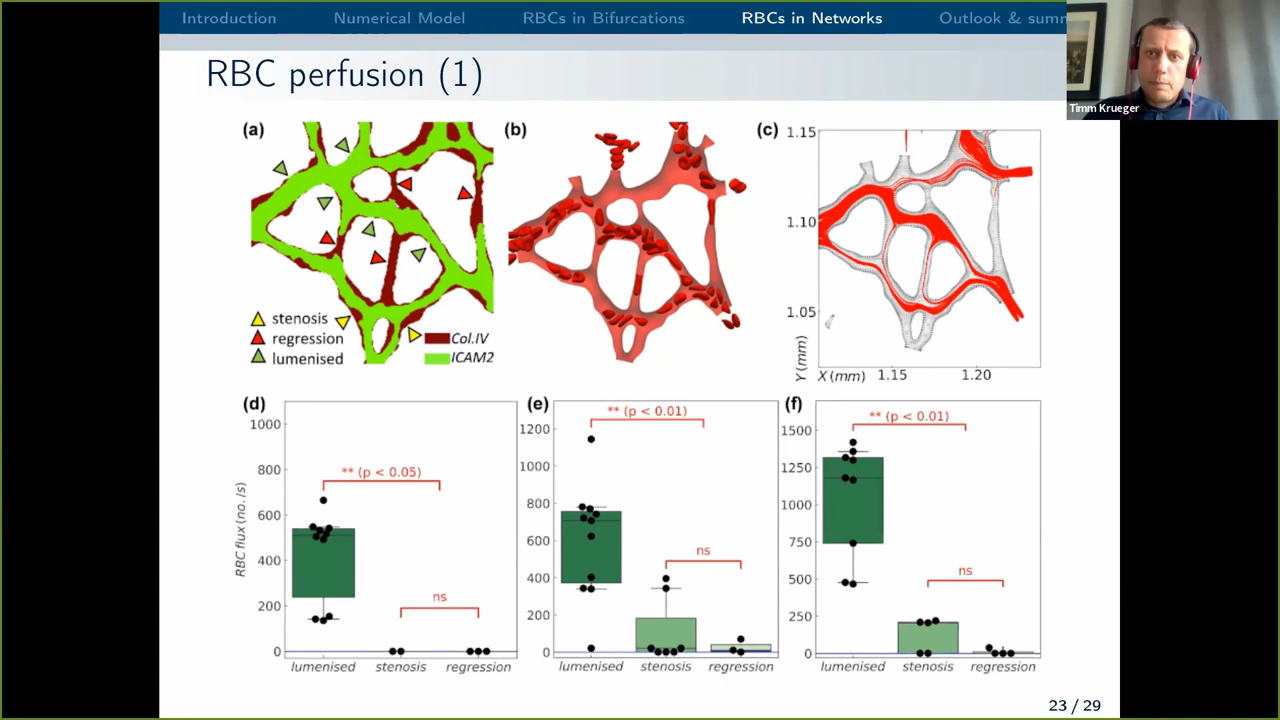 Introduction Numerical Model RBCs in Bifurcations RBCs in Networks Outlook & summ
Timm Krueger
RBC perfusion (1)
(a) (b) (c)
stenosis
regression
lumenised
Col.IV
ICAM2
1.15
1.10
1.05
Y (mm)
X (mm) 1.15 1.20
(d)
1000
800
600
400
200
0
RBC flux (no. /s)
** (p < 0.05)
ns
lumenised stenosis regression
(e)
1200
1000
800
600
400
200
0
** (p < 0.01)
ns
lumenised stenosis regression
(f)
1500
1250
1000
750
500
250
0
** (p < 0.01)
ns
lumenised stenosis regression
23 / 29